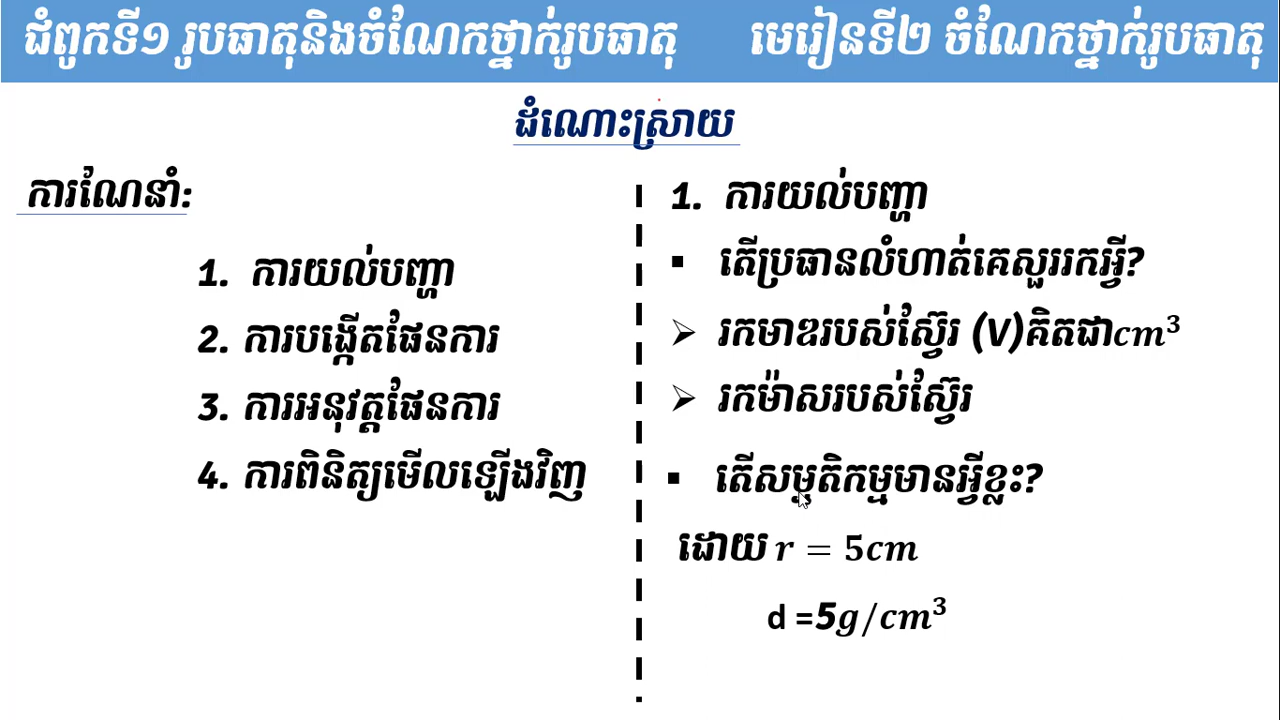 ជំពូកទី១ រូបធាតុនិងចំណែកថ្នាក់រូបធាតុ មេរៀនទី២ ចំណែកថ្នាក់រូបធាតុ
ដំណោះស្រាយ
ការណែនាំ:
1. ការយល់បញ្ហា
2. ការបង្កើតផែនការ
3. ការអនុវត្តផែនការ
4. ការពិនិត្យមើលឡើងវិញ
1. ការយល់បញ្ហា
▪ តើប្រធានលំហាត់គេសួររកអ្វី?
➢ រកមាឌរបស់ស្វ៊ែរ (V)គិតជាcm³
➢ រកម៉ាសរបស់ស្វ៊ែរ
▪ តើសម្មតិកម្មមានអ្វីខ្លះ?
ដោយ r = 5cm
d =5g/cm³